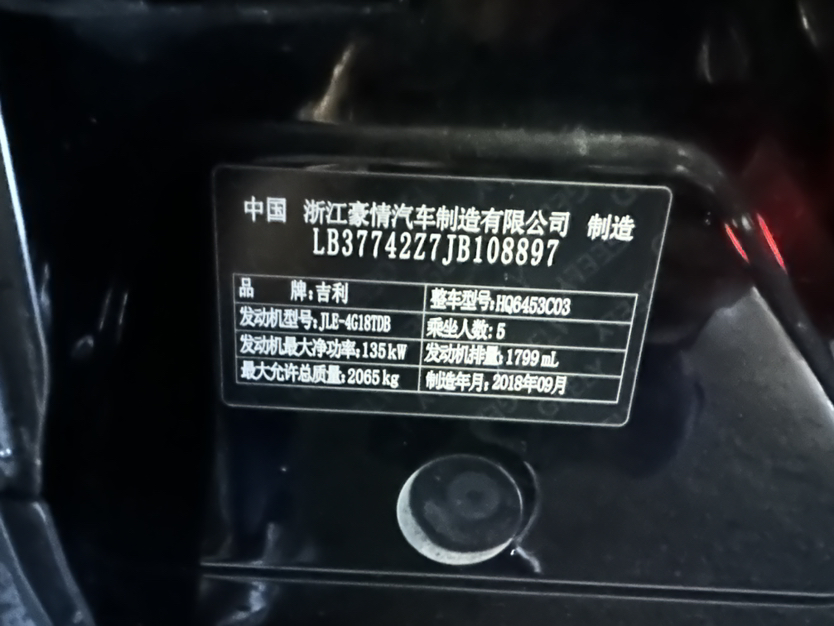 中国 浙江豪情汽车制造有限公司 制造
LB37742Z7JB108897
品 牌:吉利 整车型号:HQ6453C03
发动机型号:JLE-4G18TDB 乘坐人数:5
发动机最大净功率:135kW 发动机排量:1799mL
最大允许总质量:2065kg 制造年月:2018年09月